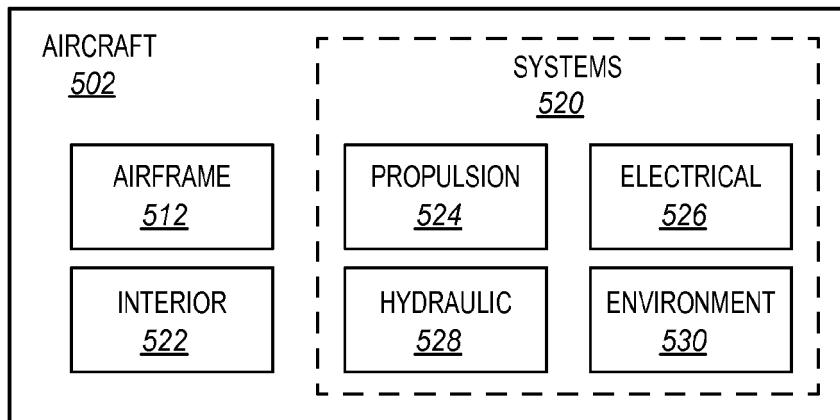 AIRCRAFT
502
SYSTEMS
520
AIRFRAME
512
PROPULSION
524
ELECTRICAL
526
INTERIOR
522
HYDRAULIC
528
ENVIRONMENT
530